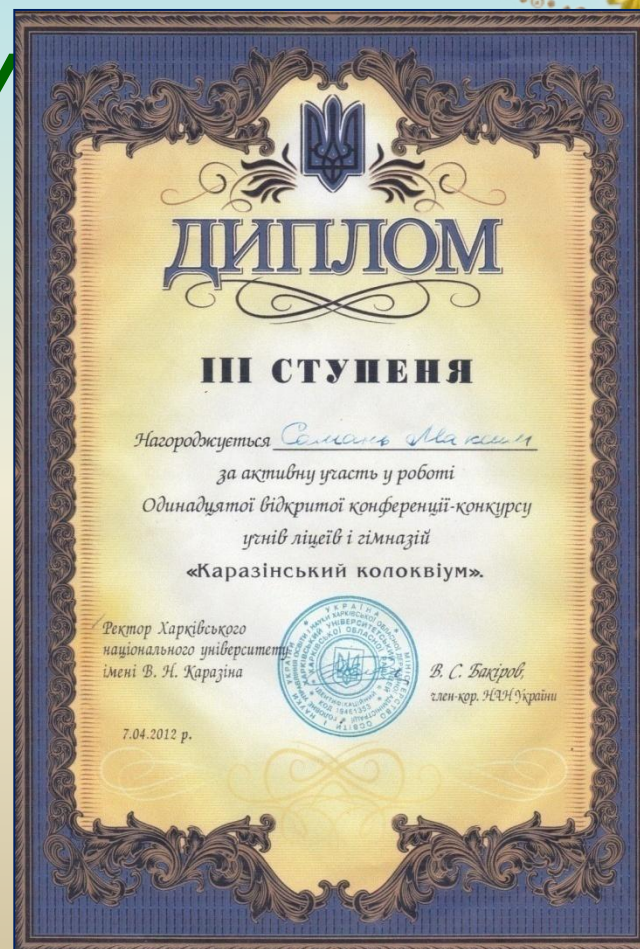 ДИПЛОМ
III СТУПЕНЯ
Нагороджується Максим
за активну участь у роботі
Одинадцятої відкритої конференції-конкурсу
учнів ліцеїв і гімназій
«Каразінський колоквіум».
Ректор Харківського
національного університету
імені В. Н. Каразіна
В. С. Бакіров,
член-кор. НАН України
7.04.2012 р.